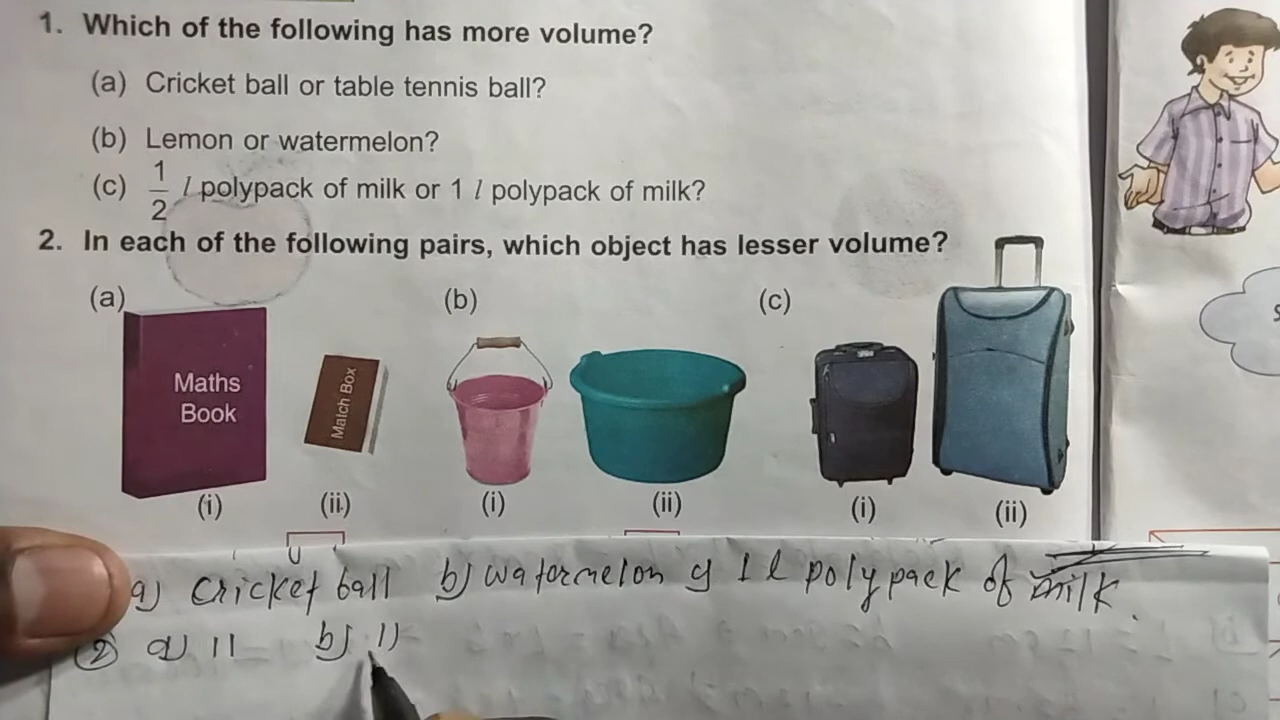 1. Which of the following has more volume?
(a) Cricket ball or table tennis ball?
(b) Lemon or watermelon?
(c) 1/2 l polypack of milk or 1 l polypack of milk?
2. In each of the following pairs, which object has lesser volume?
(a) (b) (c)
Maths Book
Match Box
(i) (ii) (i) (ii) (i) (ii)
a) Cricket ball b) watermelon c) 1 l polypack of milk.
2 a) ii b) i)